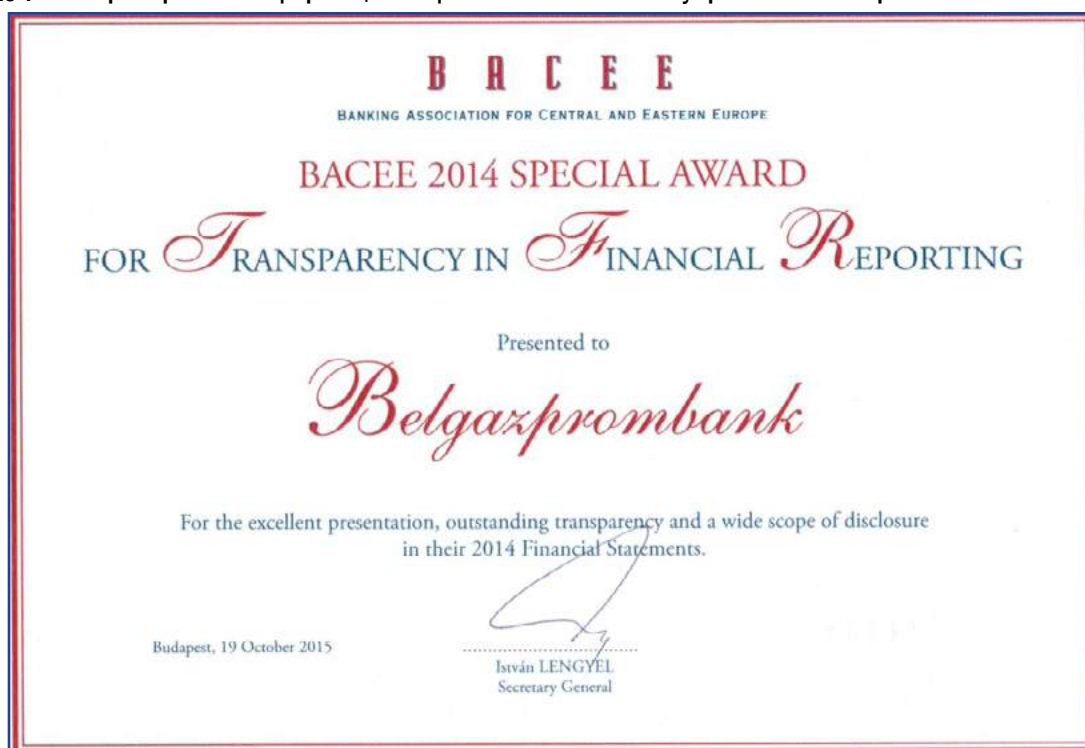 B A C E E
BANKING ASSOCIATION FOR CENTRAL AND EASTERN EUROPE
BACEE 2014 SPECIAL AWARD
FOR TRANSPARENCY IN FINANCIAL REPORTING
Presented to
Belgazprombank
For the excellent presentation, outstanding transparency and a wide scope of disclosure
in their 2014 Financial Statements.
Budapest, 19 October 2015
István LENGYEL
Secretary General